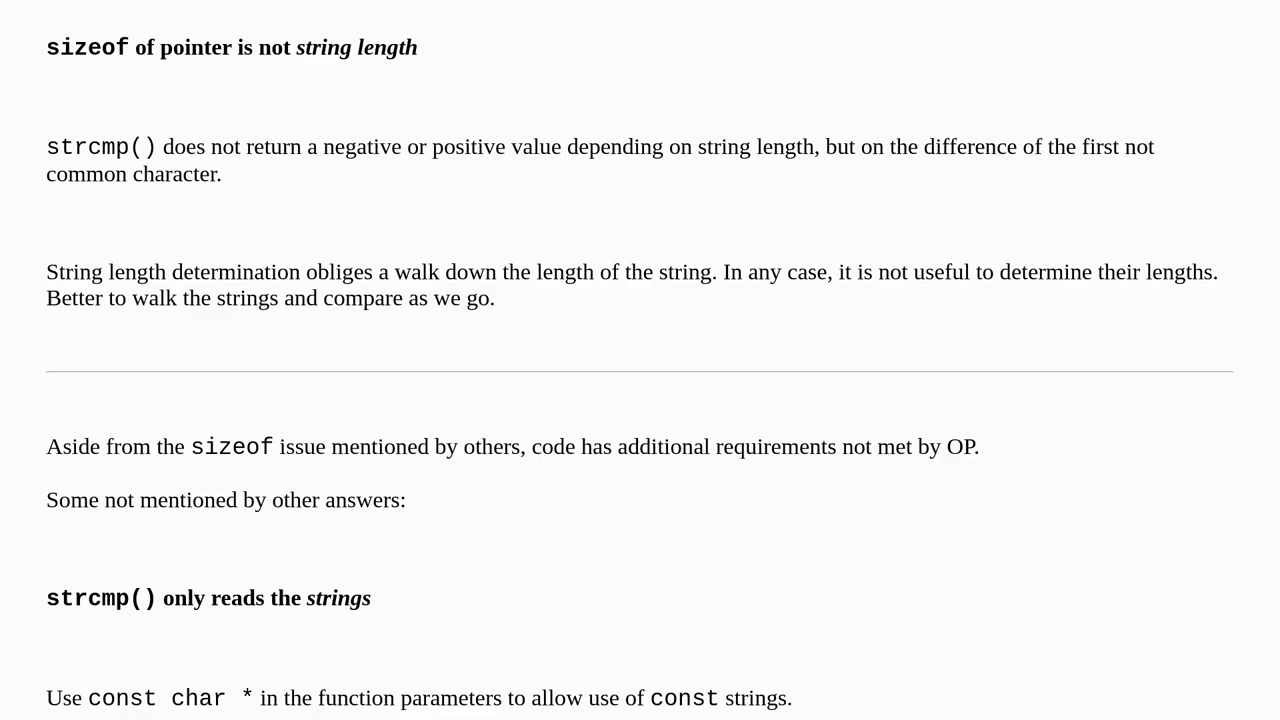 sizeof of pointer is not string length
strcmp() does not return a negative or positive value depending on string length, but on the difference of the first not
common character.
String length determination obliges a walk down the length of the string. In any case, it is not useful to determine their lengths.
Better to walk the strings and compare as we go.
Aside from the sizeof issue mentioned by others, code has additional requirements not met by OP.
Some not mentioned by other answers:
strcmp() only reads the strings
Use const char * in the function parameters to allow use of const strings.